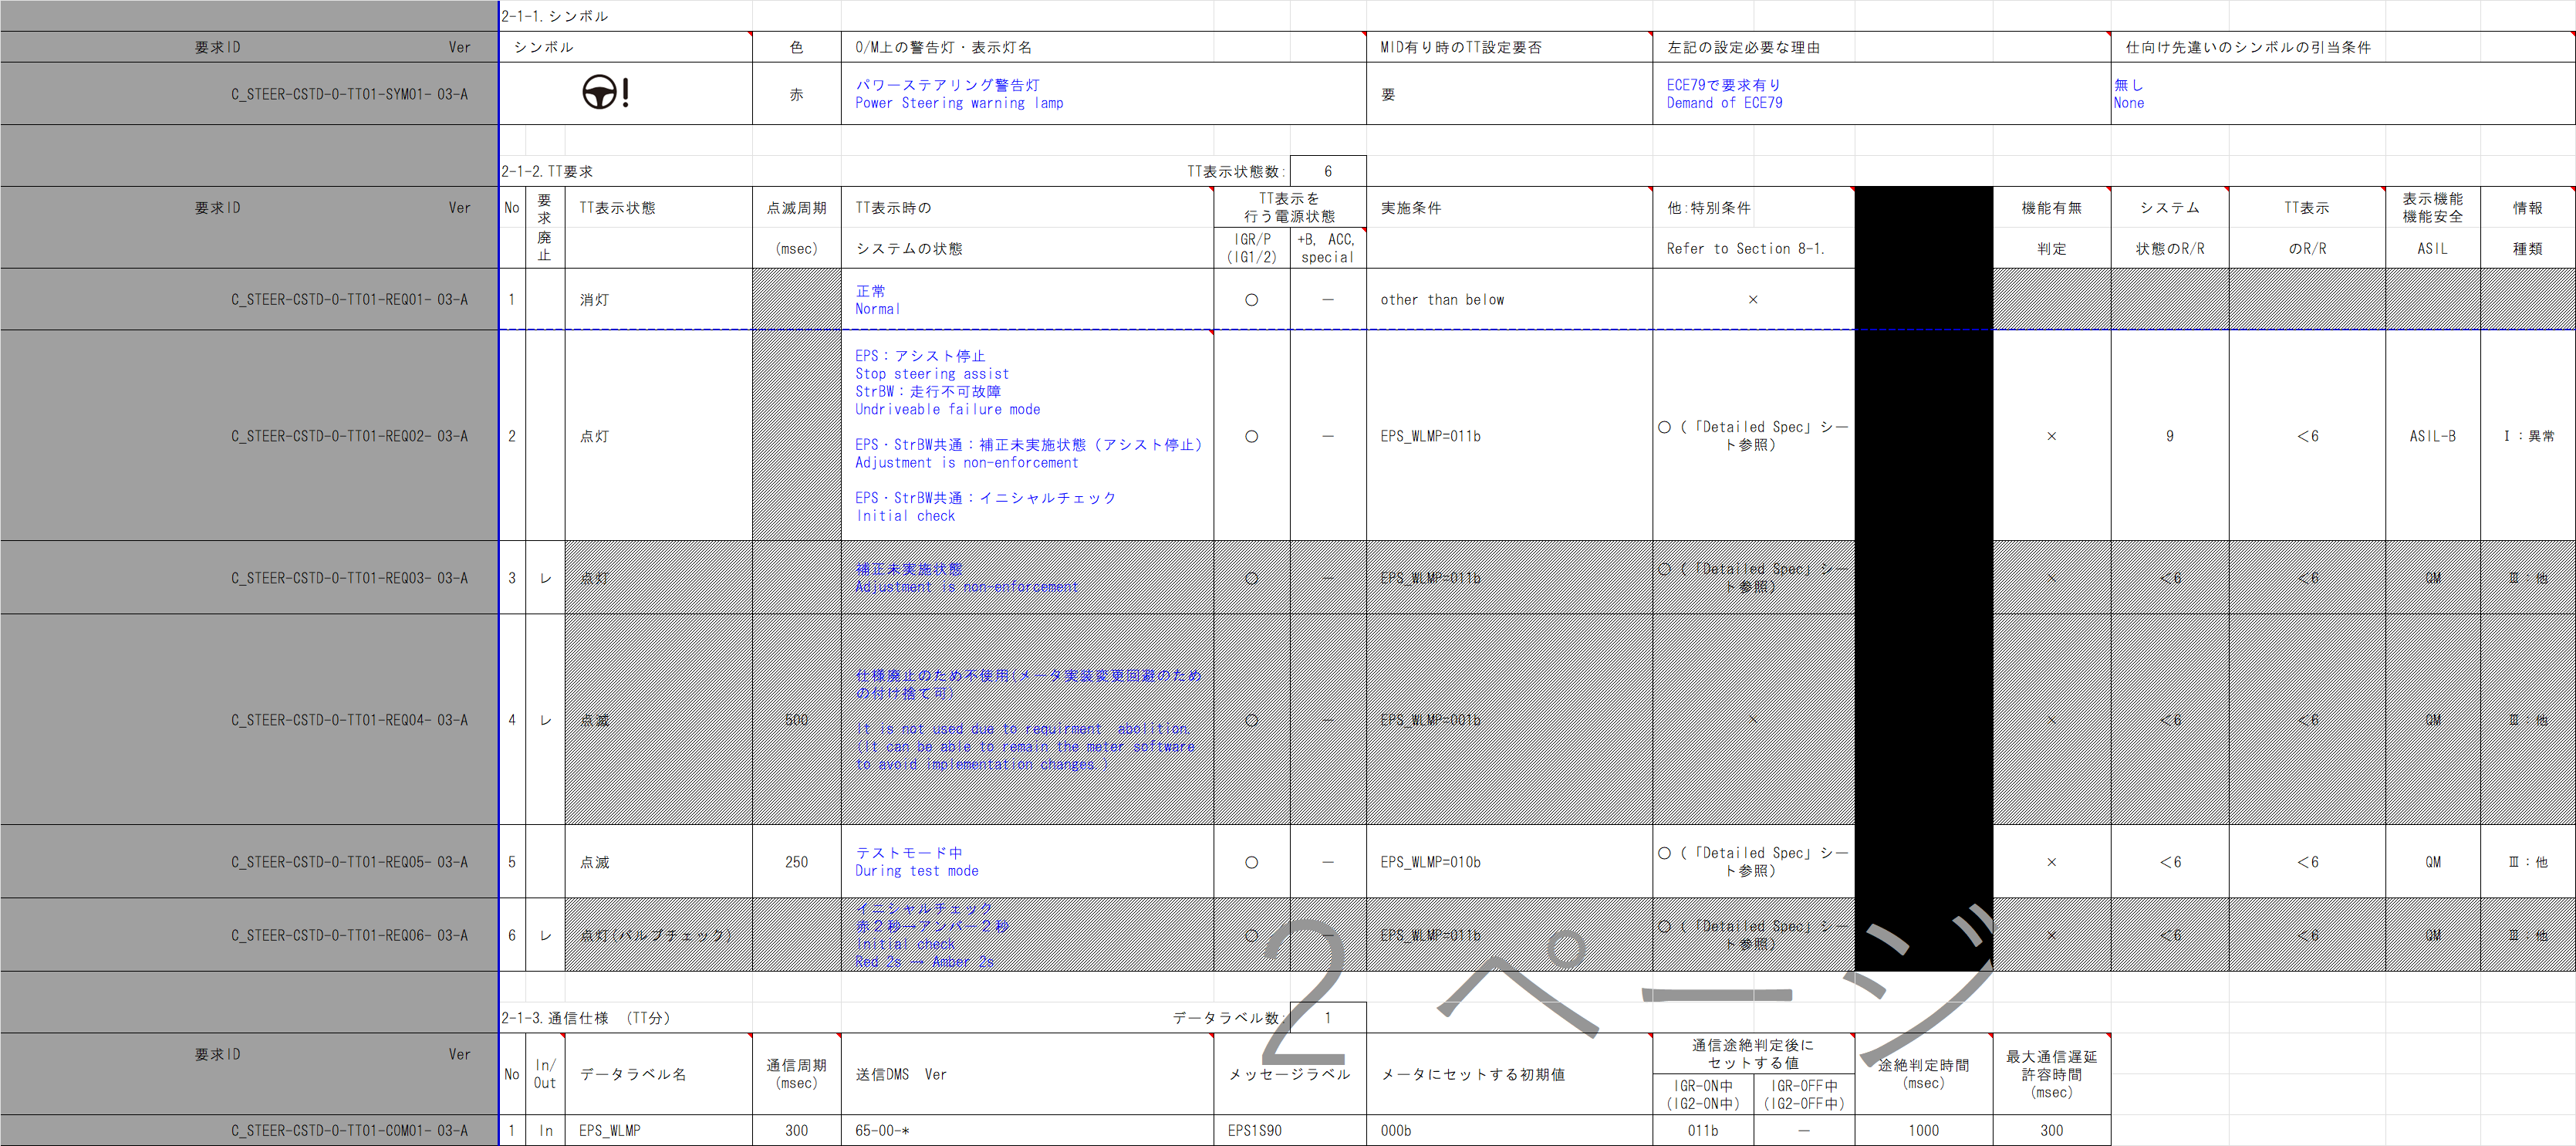 2-1-1.シンボル
要求ID Ver シンボル 色 O/M上の警告灯・表示灯名 MID有り時のTT設定要否 左記の設定必要な理由 仕向け先違いのシンボルの引当条件
C_STEER-CSTD-0-TT01-SYM01- 03-A ! 赤 パワーステアリング警告灯 要 ECE79で要求有り 無し
Power Steering warning lamp Demand of ECE79 None
2-1-2.TT要求 TT表示状態数: 6
要求ID Ver No 要求廃止 TT表示状態 点滅周期 TT表示時の TT表示を 実施条件 他:特別条件 機能有無 システム TT表示 表示機能 情報
行う電源状態 機能安全
(msec) システムの状態 IGR/P +B, ACC, Refer to Section 8-1. 判定 状態のR/R のR/R ASIL 種類
(IG1/2) special
C_STEER-CSTD-0-TT01-REQ01- 03-A 1 消灯 正常 ○ － other than below ×
Normal
C_STEER-CSTD-0-TT01-REQ02- 03-A 2 点灯 EPS：アシスト停止
Stop steering assist
StrBW：走行不可故障
Undriveable failure mode
EPS・StrBW共通：補正未実施状態（アシスト停止）
Adjustment is non-enforcement
EPS・StrBW共通：イニシャルチェック
Initial check
○ － EPS_WLMP=011b ○（「Detailed Spec」シー
ト参照）
× 9 ＜6 ASIL-B Ⅰ：異常
C_STEER-CSTD-0-TT01-REQ03- 03-A 3 レ 点灯 補正未実施状態
Adjustment is non-enforcement
○ － EPS_WLMP=011b ○（「Detailed Spec」シー
ト参照）
× ＜6 ＜6 QM Ⅲ：他
C_STEER-CSTD-0-TT01-REQ04- 03-A 4 レ 点滅 500 仕様廃止のため不使用(メータ実装変更回避のため
の付け捨て可)
It is not used due to requirment  abolition.
(It can be able to remain the meter software
to avoid implementation changes.)
○ － EPS_WLMP=001b × × ＜6 ＜6 QM Ⅲ：他
C_STEER-CSTD-0-TT01-REQ05- 03-A 5 点滅 250 テストモード中
During test mode
○ － EPS_WLMP=010b ○（「Detailed Spec」シー
ト参照）
× ＜6 ＜6 QM Ⅲ：他
C_STEER-CSTD-0-TT01-REQ06- 03-A 6 レ 点灯(バルブチェック) イニシャルチェック
赤２秒→アンバー２秒
Initial check
Red 2s → Amber 2s
○ － EPS_WLMP=011b ○（「Detailed Spec」シー
ト参照）
× ＜6 ＜6 QM Ⅲ：他
2 ページ
2-1-3.通信仕様　(TT分) データラベル数: 1
要求ID Ver No In/
Out
データラベル名 通信周期
(msec)
送信DMS Ver メッセージラベル メータにセットする初期値 通信途絶判定後に
セットする値
IGR-ON中
(IG2-ON中)
IGR-OFF中
(IG2-OFF中)
途絶判定時間
(msec)
最大通信遅延
許容時間
(msec)
C_STEER-CSTD-0-TT01-COM01- 03-A 1 In EPS_WLMP 300 65-00-* EPS1S90 000b 011b － 1000 300